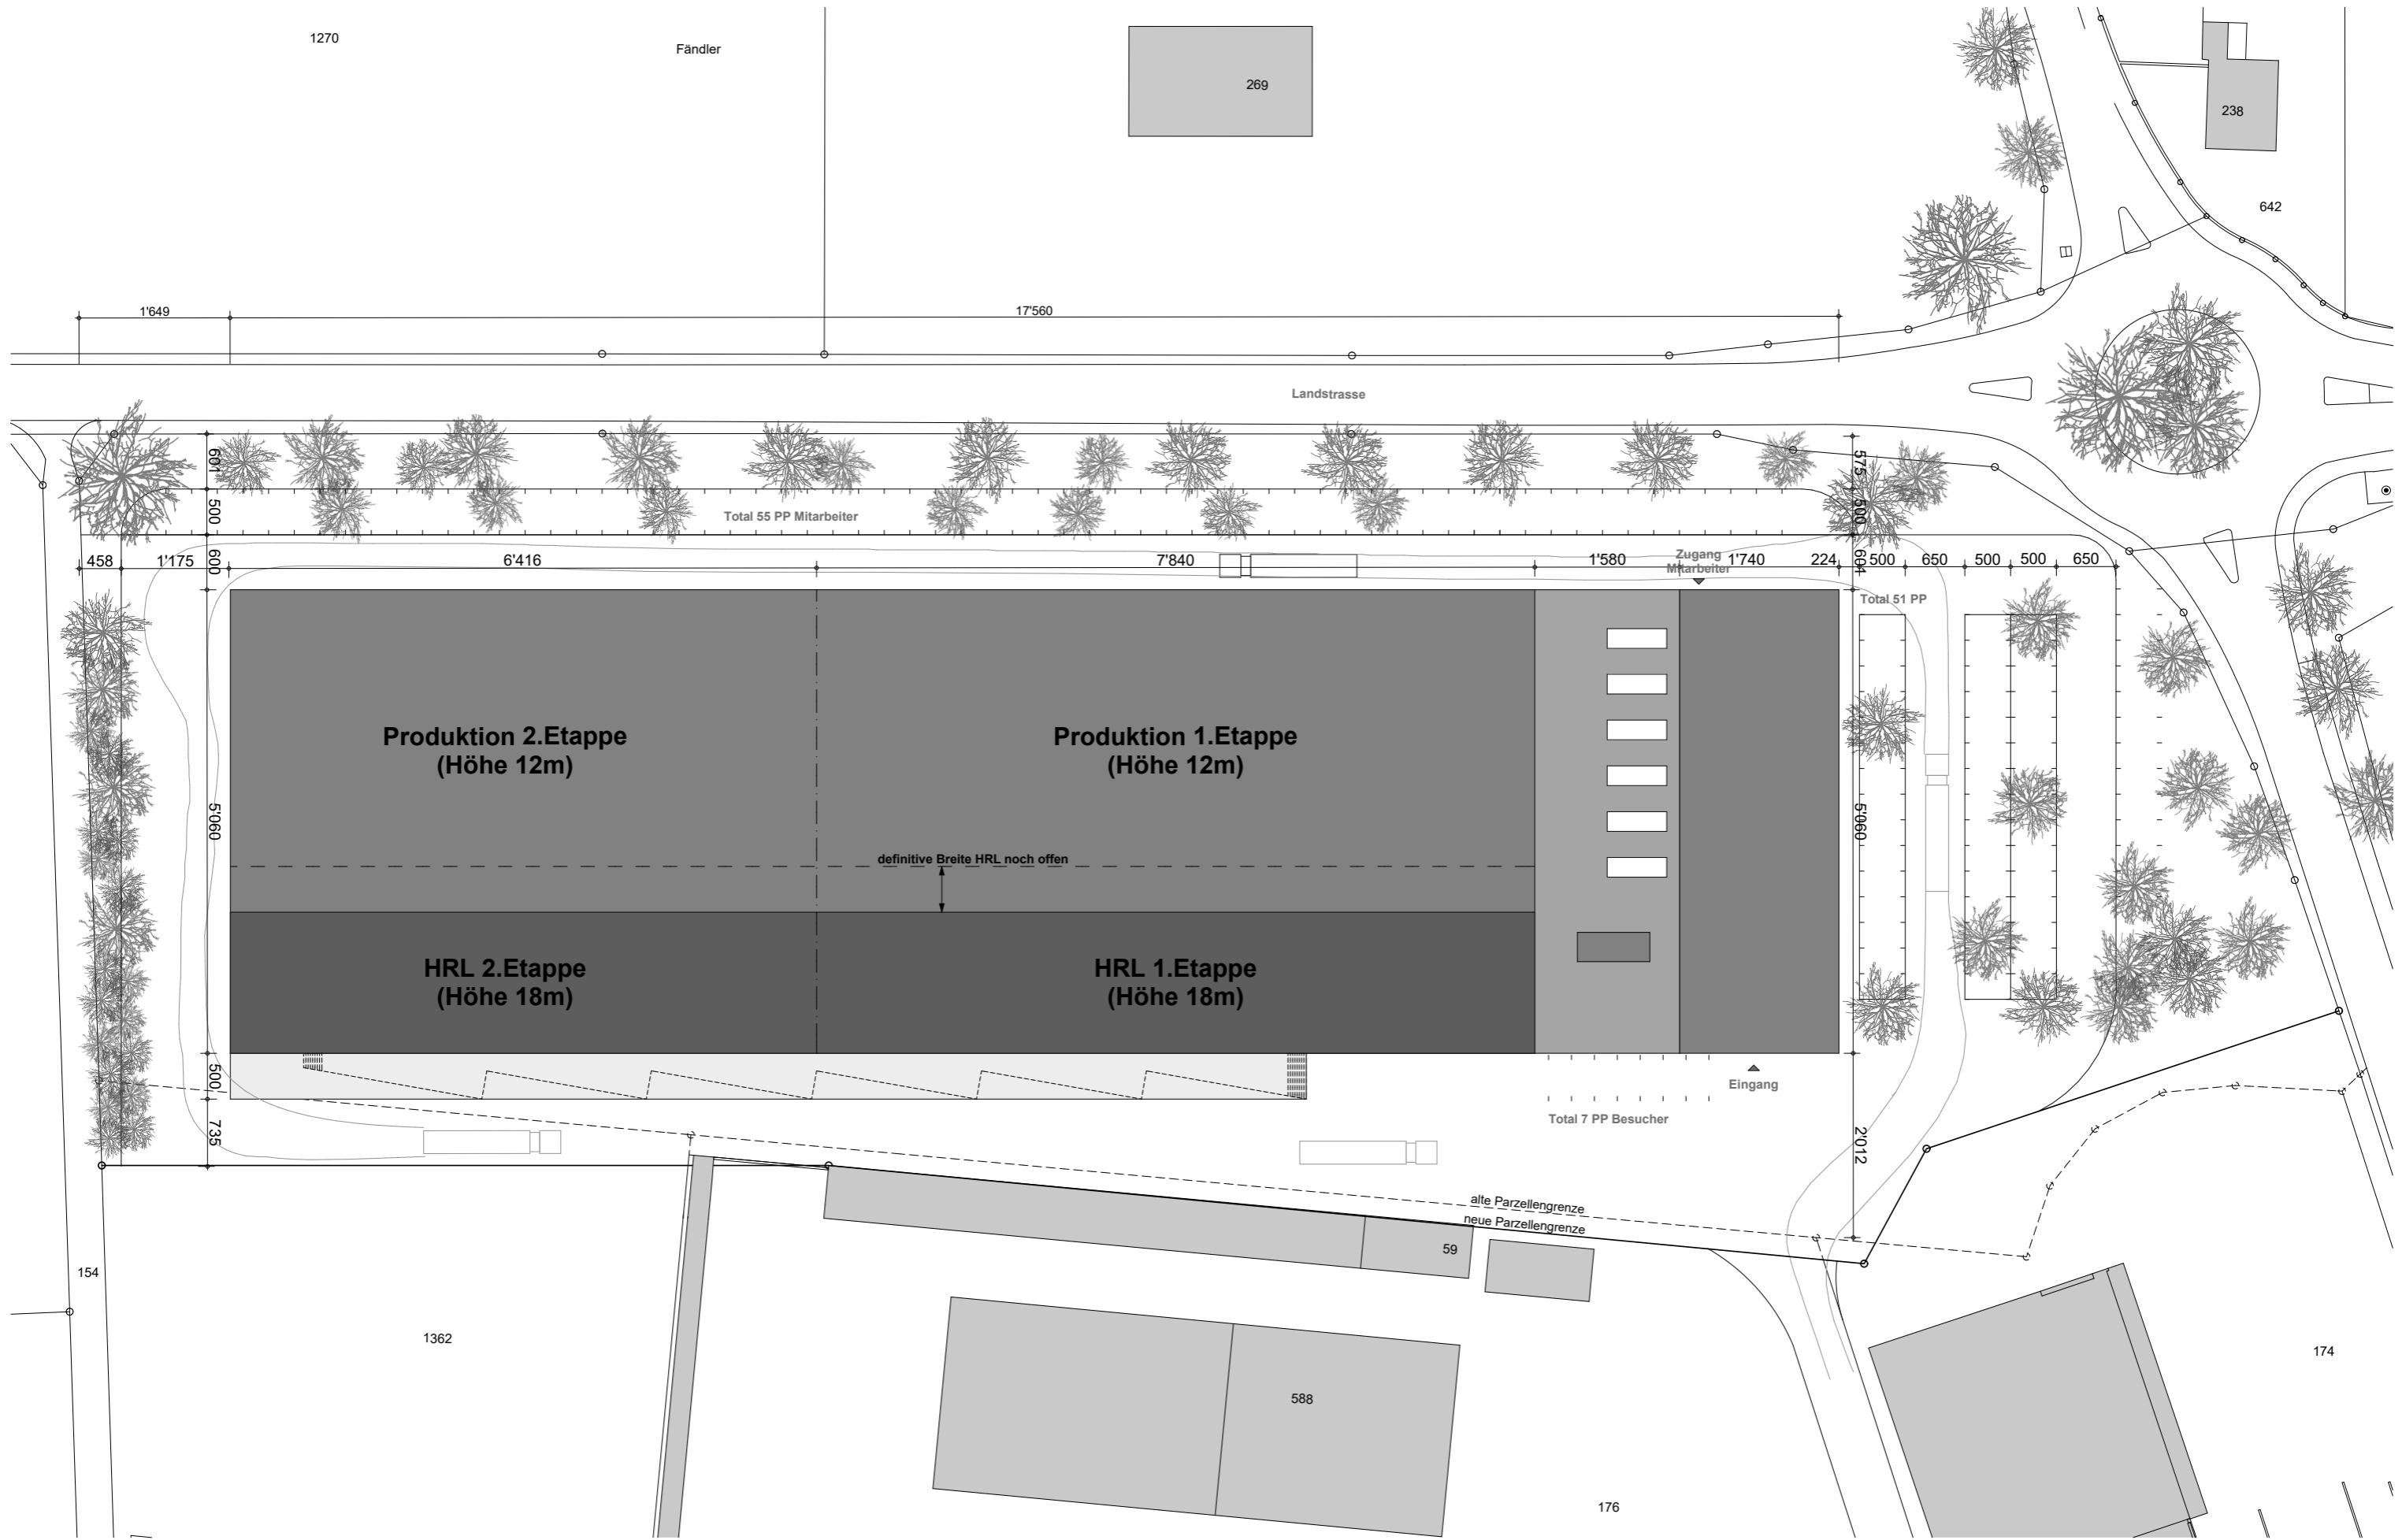 1270
Fändler
269
238
642
1'649
17'560
Landstrasse
601
575
500
500
Total 55 PP Mitarbeiter
600
601
458
1'175
6'416
7'840
1'580
Zugang
Mitarbeiter
1'740
224
500
650
500
500
650
Total 51 PP
Produktion 2.Etappe
(Höhe 12m)
Produktion 1.Etappe
(Höhe 12m)
5'060
5'060
definitive Breite HRL noch offen
HRL 2.Etappe
(Höhe 18m)
HRL 1.Etappe
(Höhe 18m)
500
Eingang
Total 7 PP Besucher
735
2'012
alte Parzellengrenze
neue Parzellengrenze
59
154
1362
588
174
176